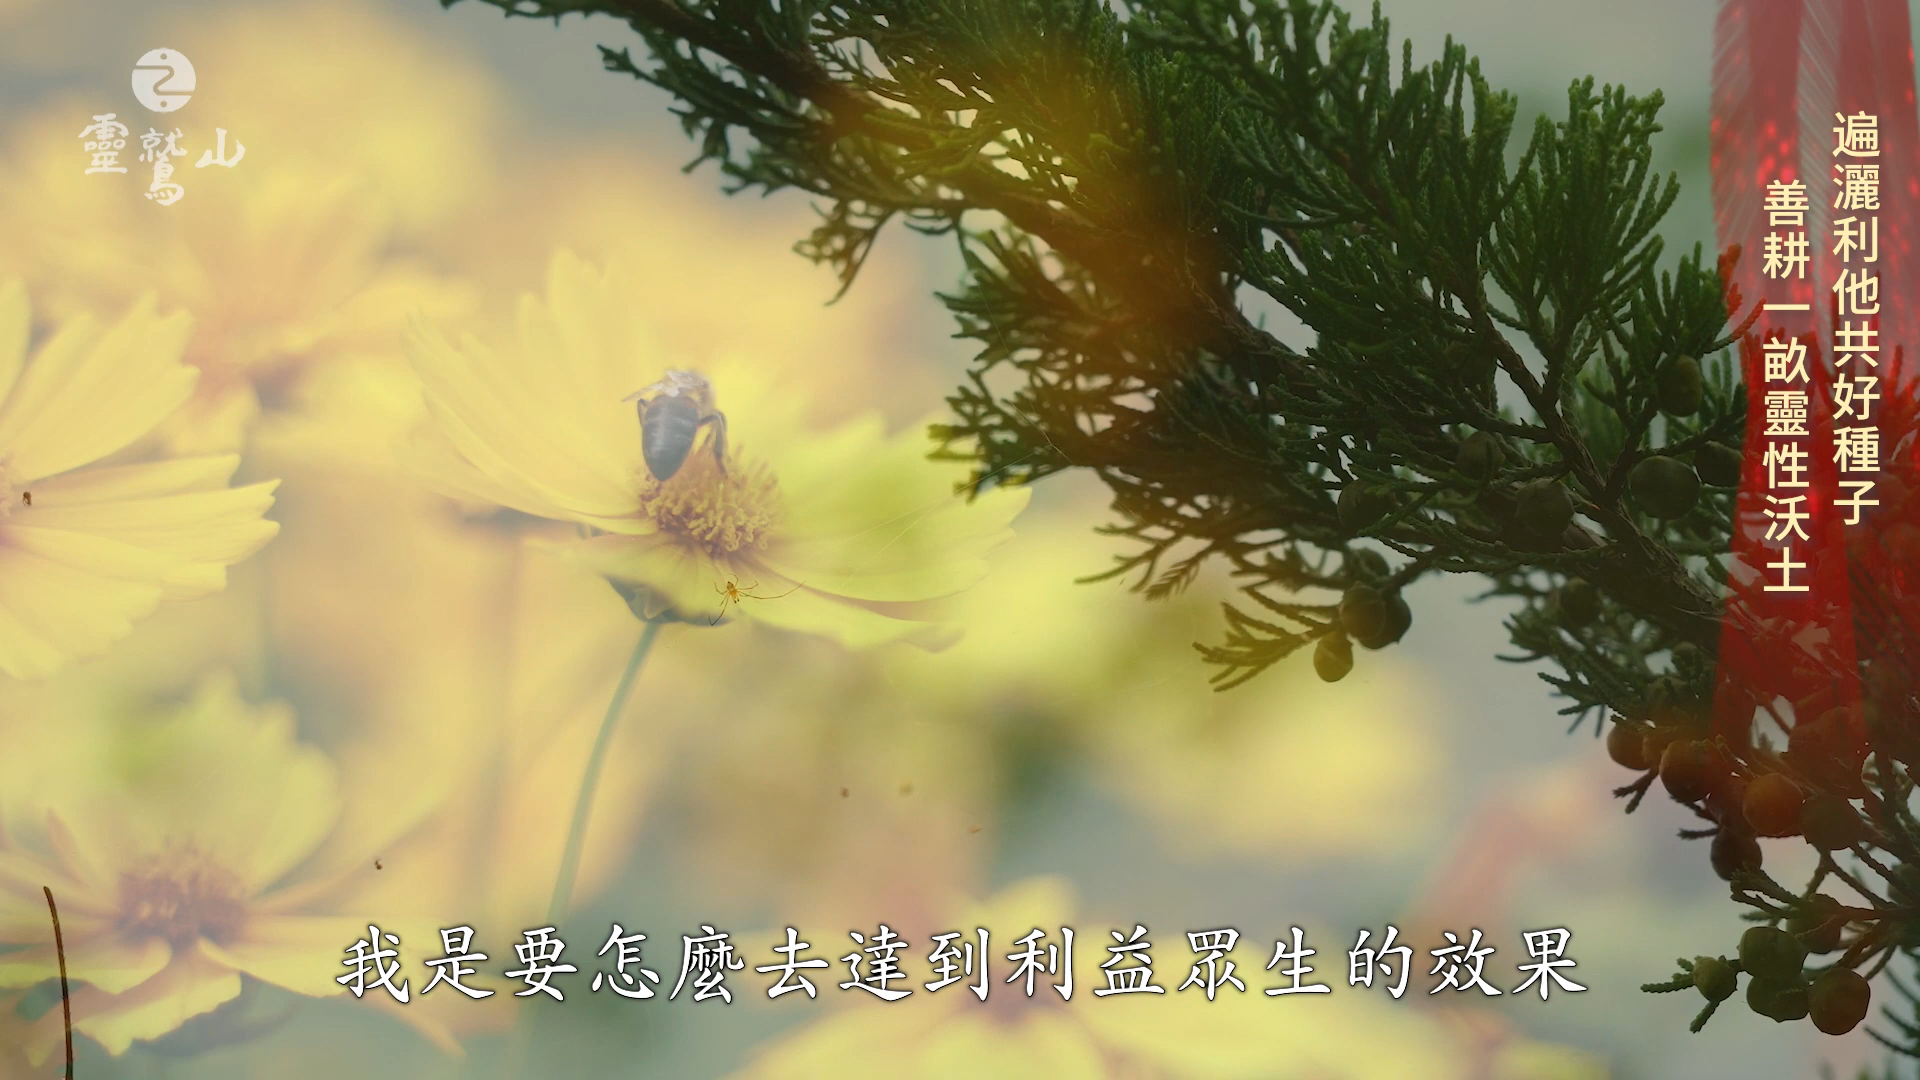 靈鷲山
遍灑利他共好種子
善耕一畝靈性沃土
我是要怎麼去達到利益眾生的效果